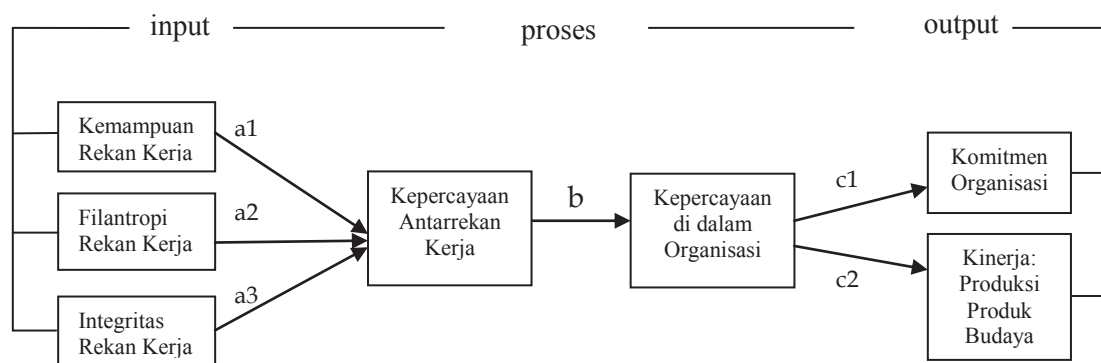 input
proses
output
Kemampuan
Rekan Kerja
a1
Filantropi
Rekan Kerja
a2
Integritas
Rekan Kerja
a3
Kepercayaan
Antarrekan
Kerja
b
Kepercayaan
di dalam
Organisasi
c1
c2
Komitmen
Organisasi
Kinerja:
Produksi
Produk
Budaya